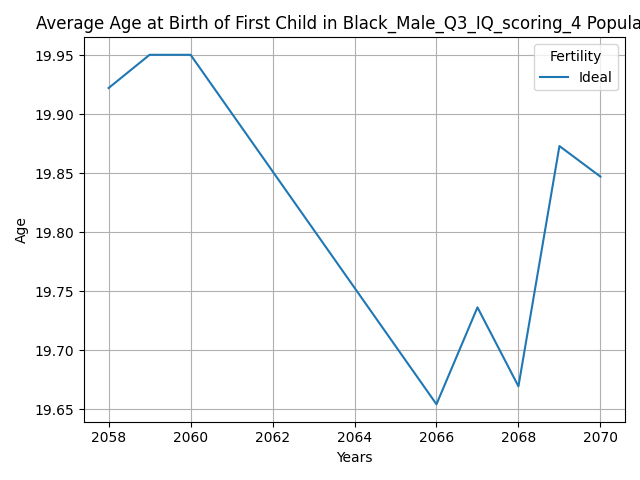 Average Age at Birth of First Child in Black_Male_Q3_IQ_scoring_4 Popula
Fertility
Ideal
19.95
19.90
19.85
19.80
19.75
19.70
19.65
Age
2058 2060 2062 2064 2066 2068 2070
Years